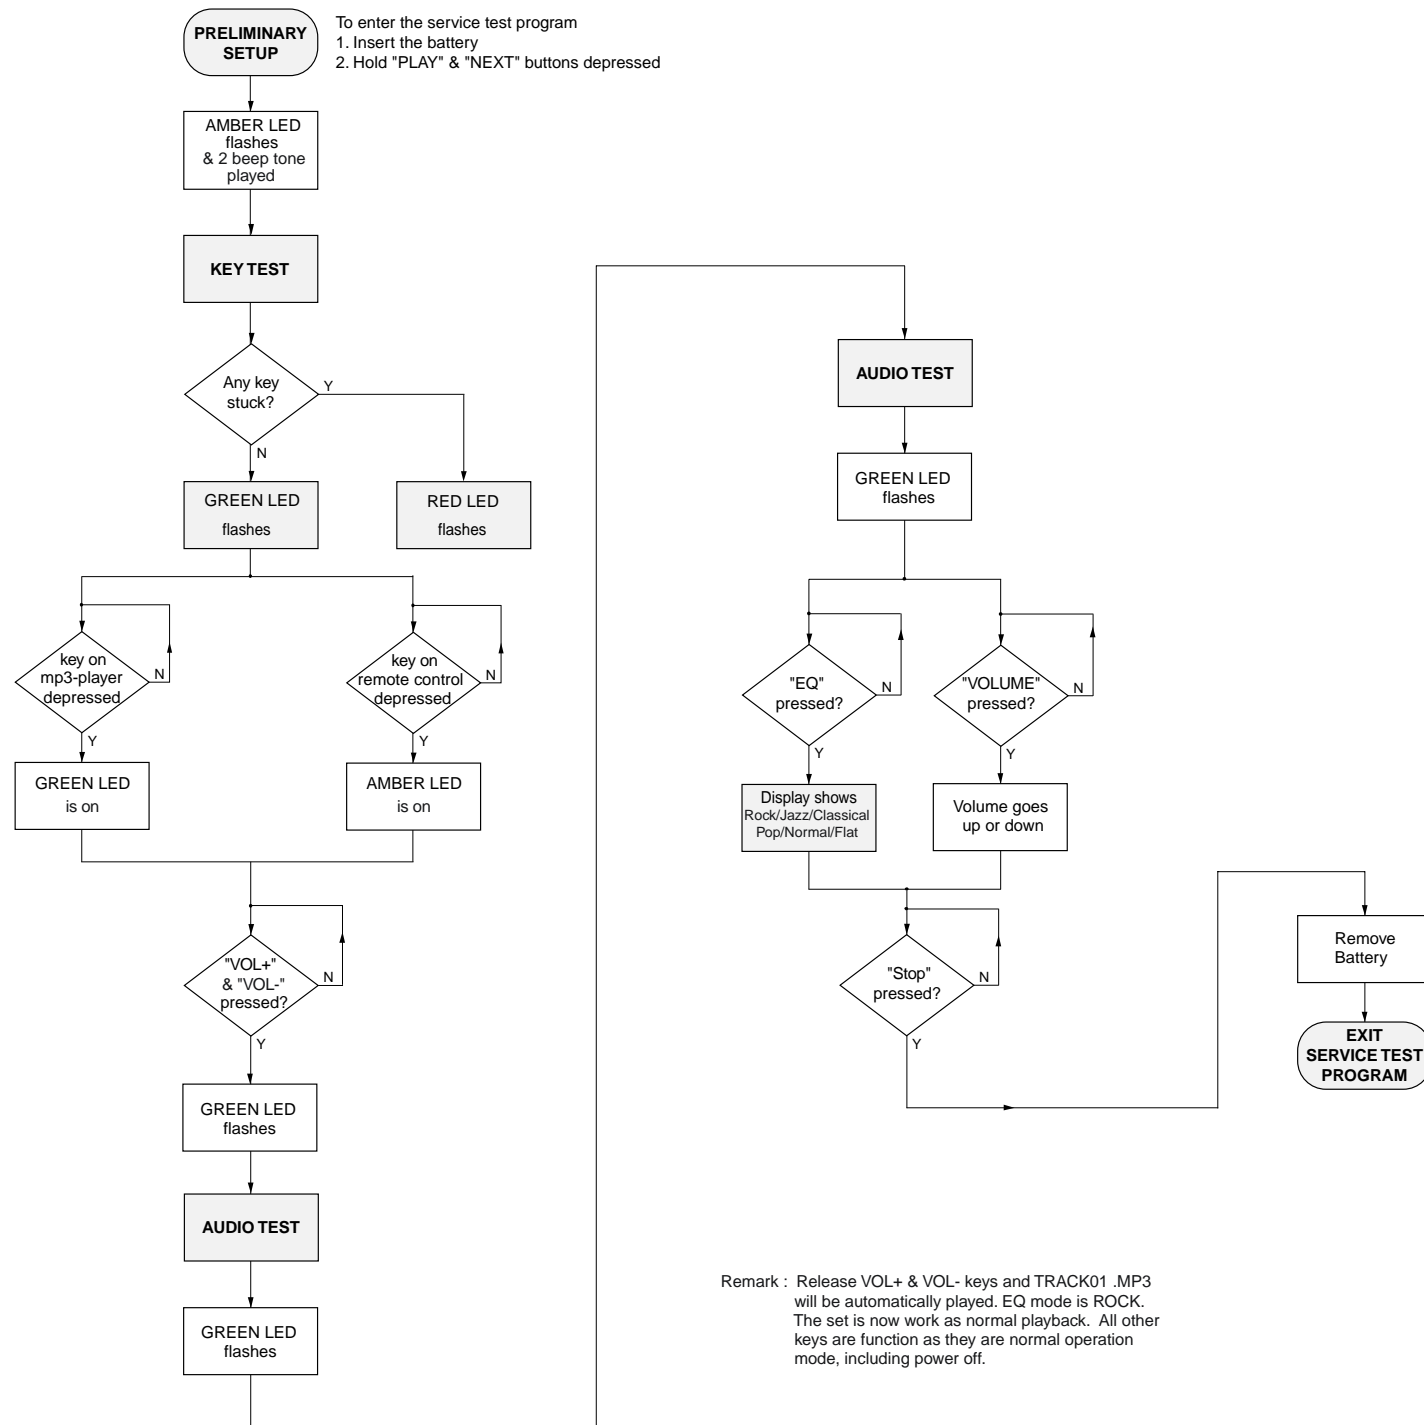 PRELIMINARY
SETUP
To enter the service test program
1. Insert the battery
2. Hold "PLAY" & "NEXT" buttons depressed
AMBER LED
flashes
& 2 beep tone
played
KEY TEST
Any key
stuck?
Y
N
GREEN LED
flashes
RED LED
flashes
key on
mp3-player
depressed
N
Y
key on
remote control
depressed
N
Y
GREEN LED
is on
AMBER LED
is on
"VOL+"
& "VOL-"
pressed?
N
Y
GREEN LED
flashes
AUDIO TEST
GREEN LED
flashes
AUDIO TEST
GREEN LED
flashes
"EQ"
pressed?
N
Y
"VOLUME"
pressed?
N
Y
Display shows
Rock/Jazz/Classical
Pop/Normal/Flat
Volume goes
up or down
"Stop"
pressed?
N
Y
Remove
Battery
EXIT
SERVICE TEST
PROGRAM
Remark : Release VOL+ & VOL- keys and TRACK01 .MP3
will be automatically played. EQ mode is ROCK.
The set is now work as normal playback. All other
keys are function as they are normal operation
mode, including power off.